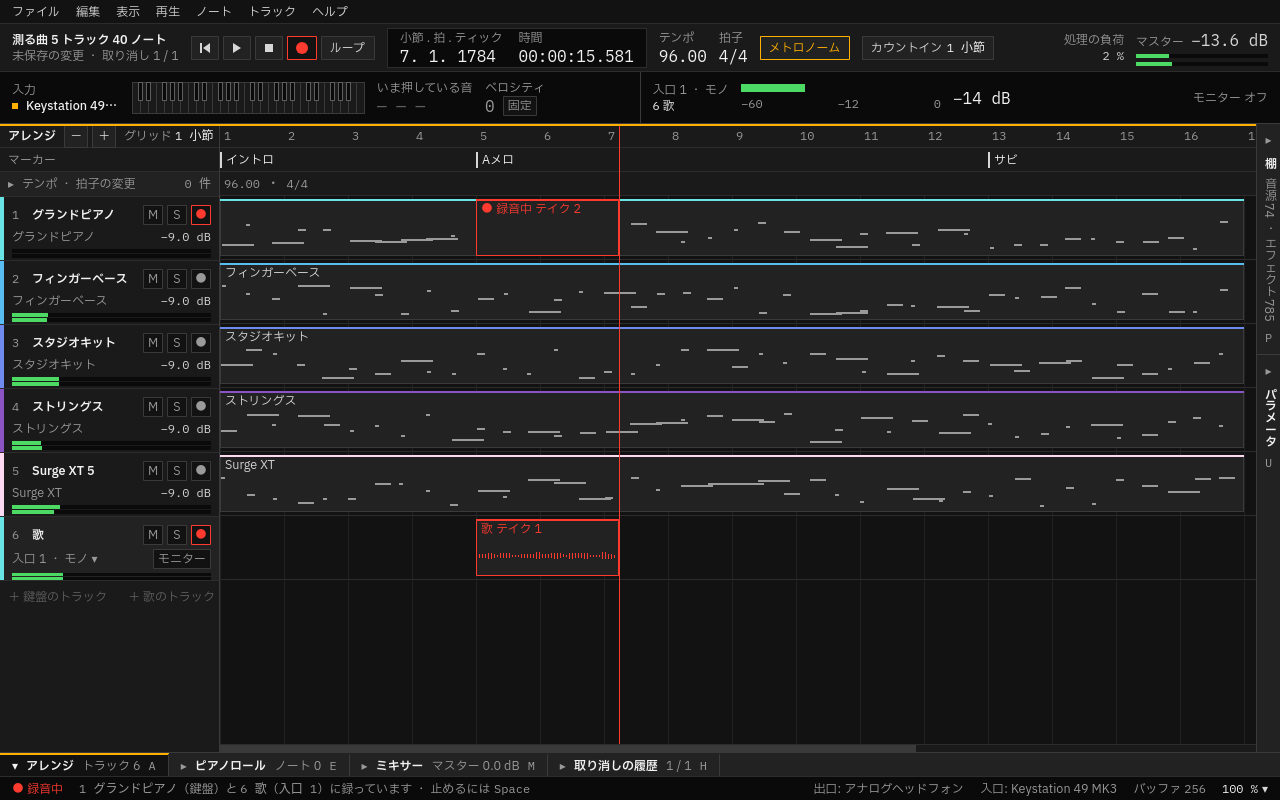 ファイル 編集 表示 再生 ノート トラック ヘルプ
測る曲 5 トラック 40 ノート
未保存の変更 · 取り消し 1 / 1
ループ
小節 . 拍 . ティック 時間
7. 1. 1784 00:00:15.581
テンポ 拍子
96.00 4/4
メトロノーム
カウントイン 1 小節
処理の負荷
2 %
マスター −13.6 dB
入力
Keystation 49…
いま押している音 ベロシティ
— — — 0 固定
入口 1 · モノ
6 歌
−60 −12 0
−14 dB
モニター オフ
アレンジ − + グリッド 1 小節
1 2 3 4 5 6 7 8 9 10 11 12 13 14 15 16 1
マーカー
イントロ Aメロ サビ
▸ テンポ · 拍子の変更 0 件
96.00 · 4/4
1 グランドピアノ M S
グランドピアノ −9.0 dB
録音中 テイク 2
2 フィンガーベース M S
フィンガーベース −9.0 dB
フィンガーベース
3 スタジオキット M S
スタジオキット −9.0 dB
スタジオキット
4 ストリングス M S
ストリングス −9.0 dB
ストリングス
5 Surge XT 5 M S
Surge XT −9.0 dB
Surge XT
6 歌 M S
入口 1 · モノ ▾ モニター
歌 テイク 1
+ 鍵盤のトラック + 歌のトラック
▸ 棚 音源 74 · エフェクト 785 P
▸ パラメータ U
▾ アレンジ トラック 6 A
▸ ピアノロール ノート 0 E
▸ ミキサー マスター 0.0 dB M
▸ 取り消しの履歴 1 / 1 H
録音中 1 グランドピアノ（鍵盤）と 6 歌（入口 1）に録っています · 止めるには Space
出口: アナログヘッドフォン 入口: Keystation 49 MK3 バッファ 256 100 % ▾